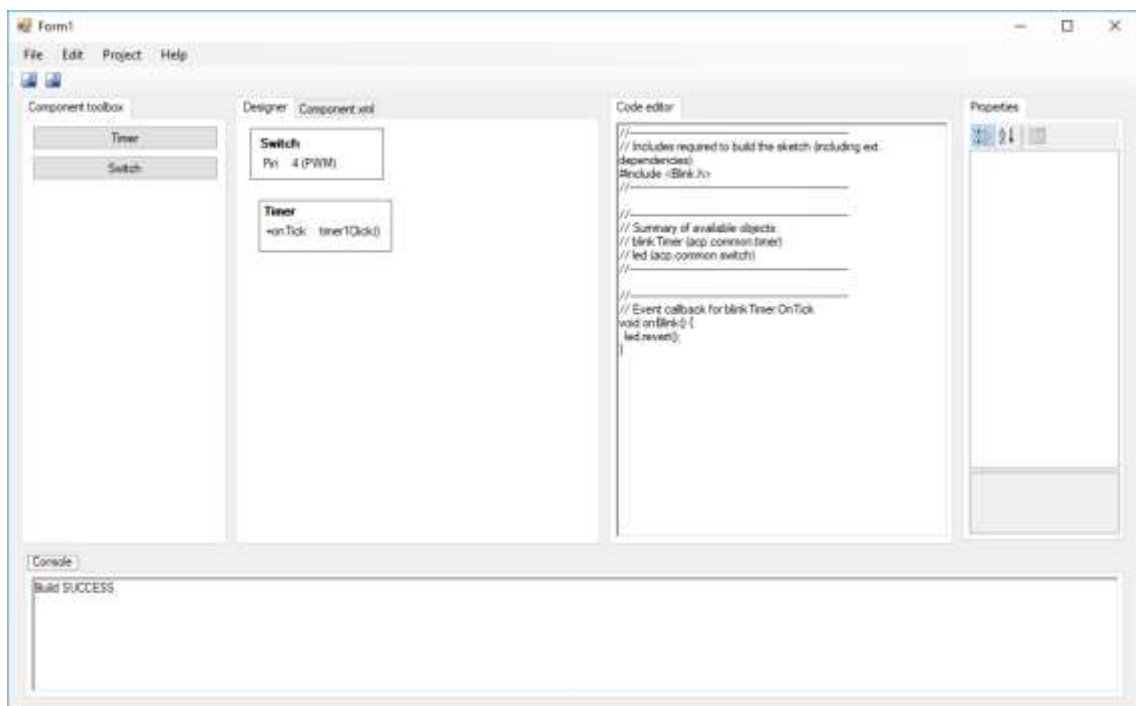 Form1
File Edit Project Help
Component toolbox
Timer
Switch
Designer Component.xml
Switch
Pin 4 (PWM)
Timer
+onTick timer1Click()
Code editor
//
// Includes required to build the sketch (including ext
dependencies)
#include <Blink.h>
//
//
// Summary of available objects:
// blinkTimer (acp.common.timer)
// led (acp.common.switch)
//
//
// Event callback for blinkTimer.OnTick
void onBlink() {
led.revert();
}
Properties
Console
Build SUCCESS